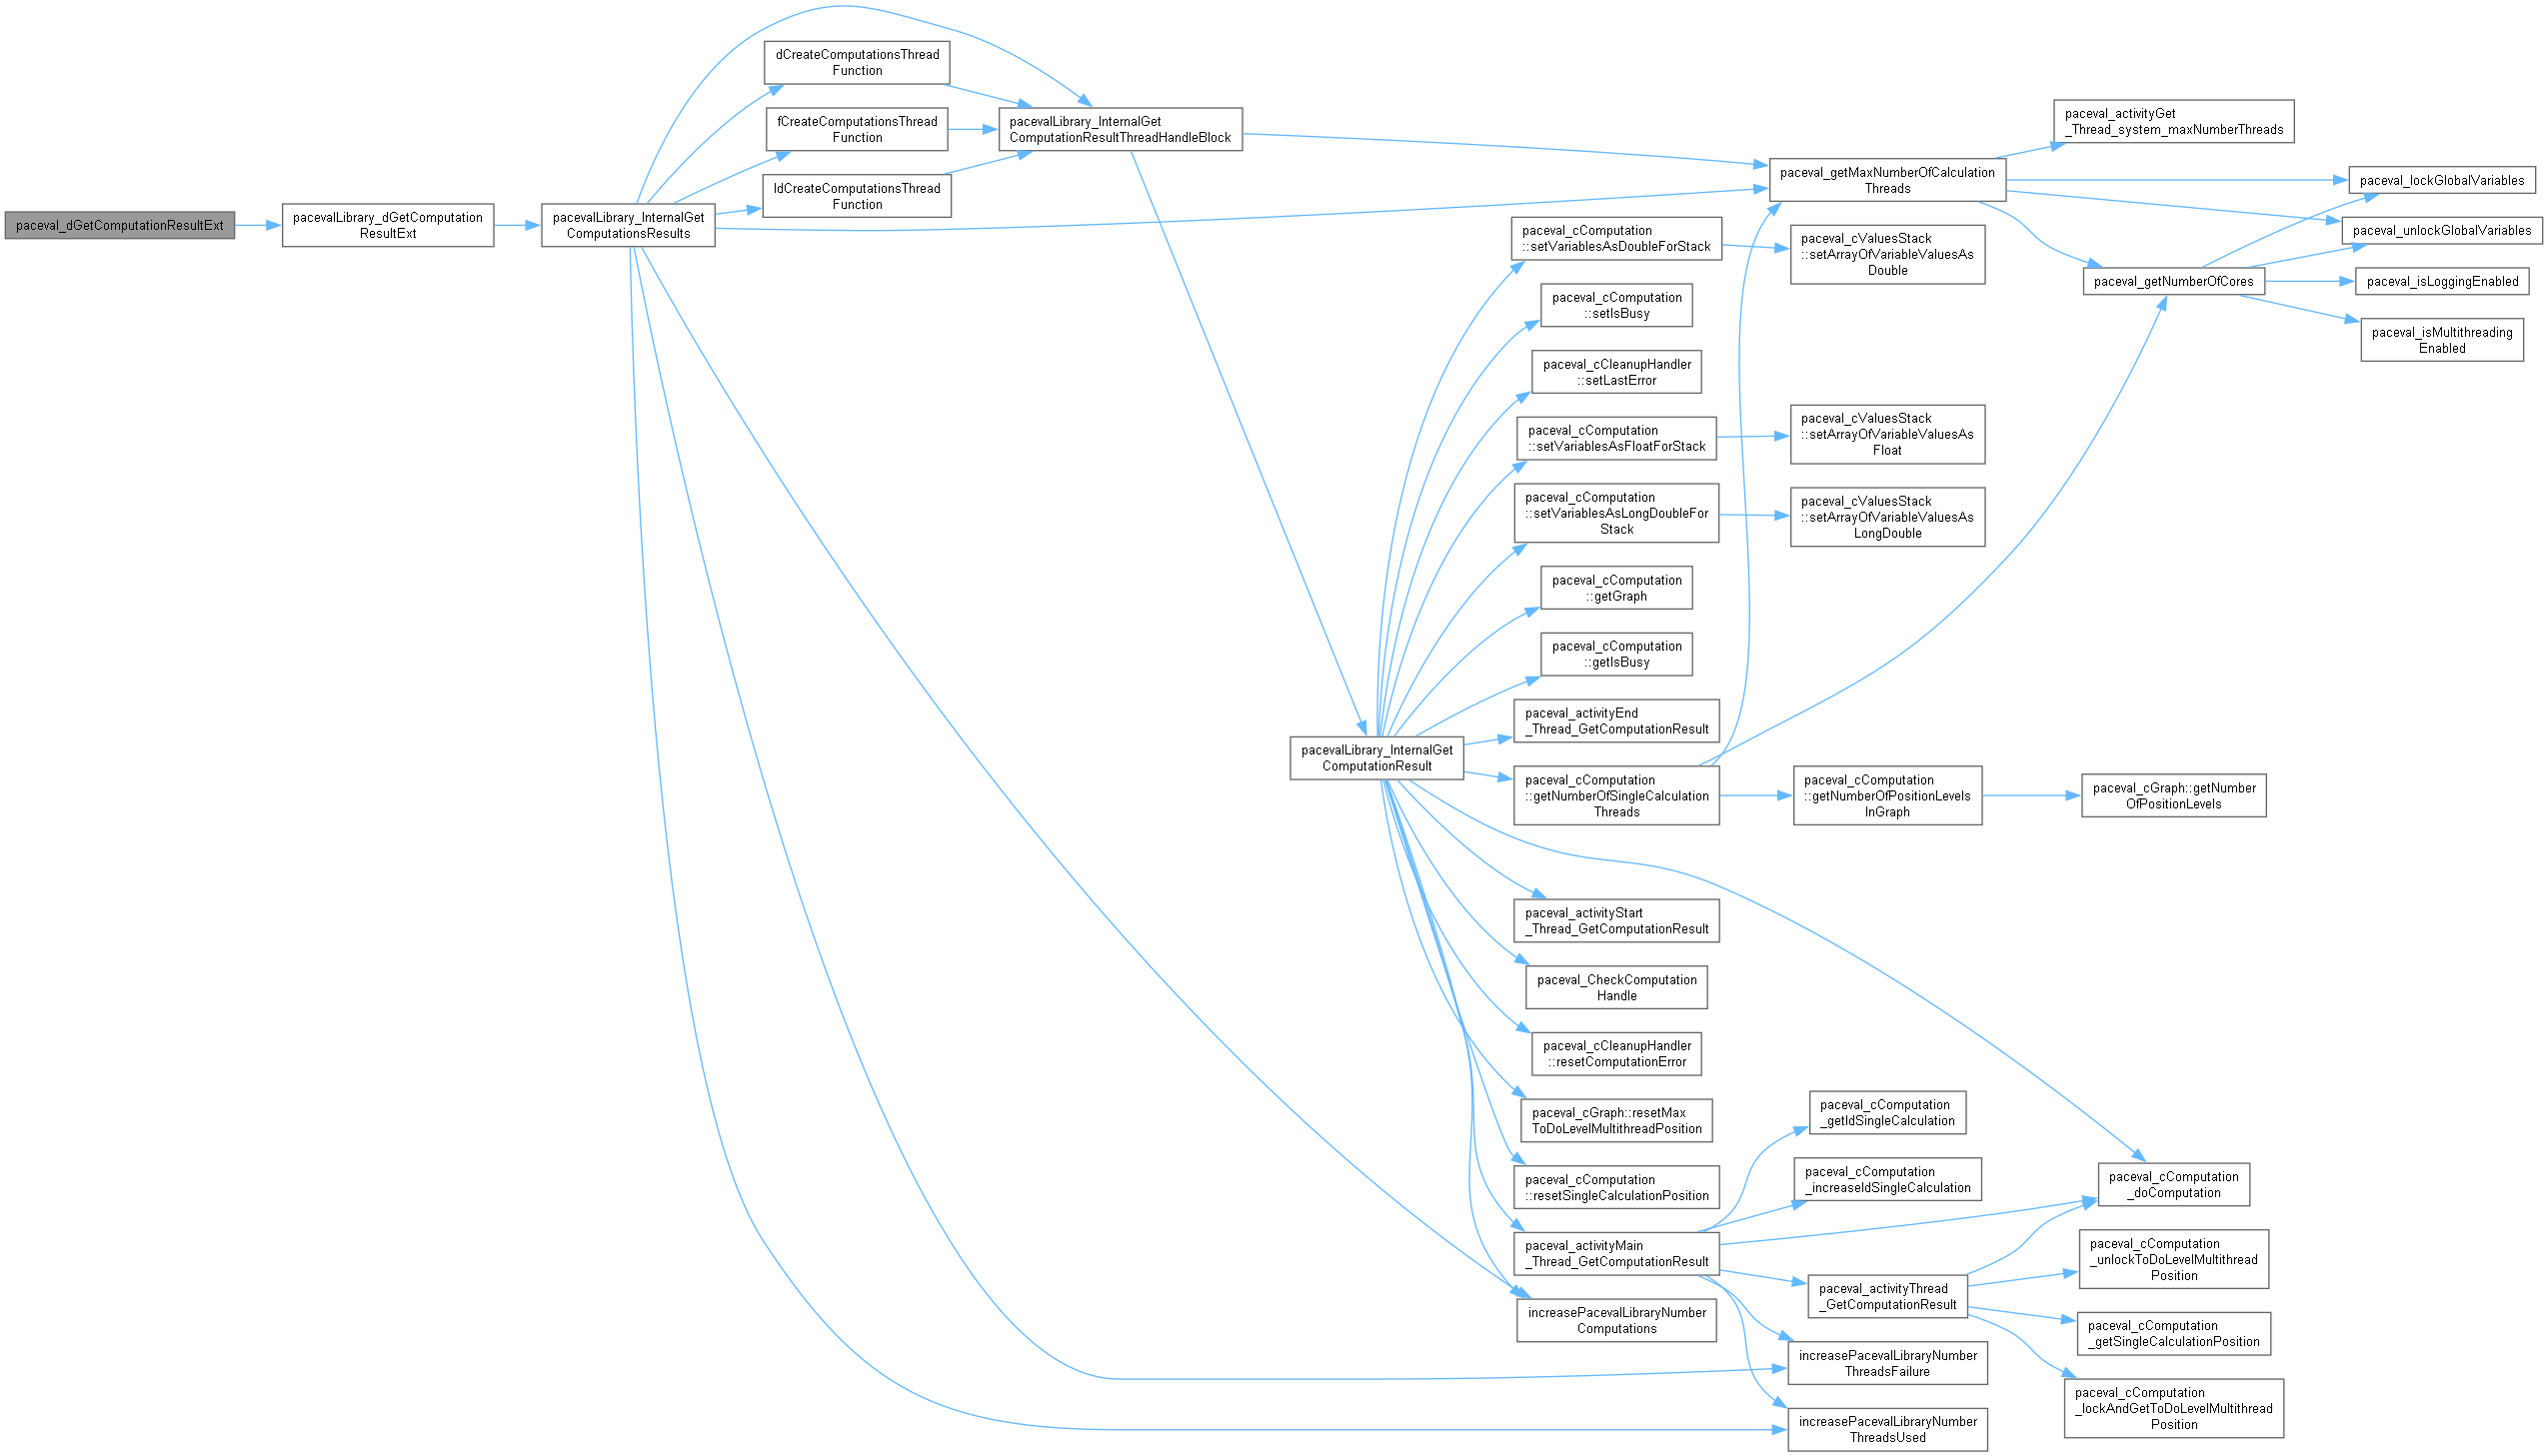 paceval_dGetComputationResultExt
pacevalLibrary_dGetComputation
ResultExt
pacevalLibrary_InternalGet
ComputationsResults
dCreateComputationsThread
Function
fCreateComputationsThread
Function
ldCreateComputationsThread
Function
pacevalLibrary_InternalGet
ComputationResultThreadHandleBlock
pacevalLibrary_InternalGet
ComputationResult
paceval_cComputation
::setVariablesAsDoubleForStack
paceval_cComputation
::setIsBusy
paceval_cCleanupHandler
::setLastError
paceval_cComputation
::setVariablesAsFloatForStack
paceval_cComputation
::setVariablesAsLongDoubleFor
Stack
paceval_cComputation
::getGraph
paceval_cComputation
::getIsBusy
paceval_activityEnd
_Thread_GetComputationResult
paceval_cComputation
::getNumberOfSingleCalculation
Threads
paceval_activityStart
_Thread_GetComputationResult
paceval_CheckComputation
Handle
paceval_cCleanupHandler
::resetComputationError
paceval_cGraph::resetMax
ToDoLevelMultithreadPosition
paceval_cComputation
::resetSingleCalculationPosition
paceval_activityMain
_Thread_GetComputationResult
increasePacevalLibraryNumber
Computations
paceval_getMaxNumberOfCalculation
Threads
paceval_cValuesStack
::setArrayOfVariableValuesAs
Double
paceval_cValuesStack
::setArrayOfVariableValuesAs
Float
paceval_cValuesStack
::setArrayOfVariableValuesAs
LongDouble
paceval_cComputation
::getNumberOfPositionLevels
InGraph
paceval_cComputation
_getIdSingleCalculation
paceval_cComputation
_increaseIdSingleCalculation
paceval_activityThread
_GetComputationResult
increasePacevalLibraryNumber
ThreadsFailure
increasePacevalLibraryNumber
ThreadsUsed
paceval_activityGet
_Thread_system_maxNumberThreads
paceval_getNumberOfCores
paceval_cGraph::getNumber
OfPositionLevels
paceval_cComputation
_doComputation
paceval_cComputation
_unlockToDoLevelMultithread
Position
paceval_cComputation
_getSingleCalculationPosition
paceval_cComputation
_lockAndGetToDoLevelMultithread
Position
paceval_lockGlobalVariables
paceval_unlockGlobalVariables
paceval_isLoggingEnabled
paceval_isMultithreading
Enabled